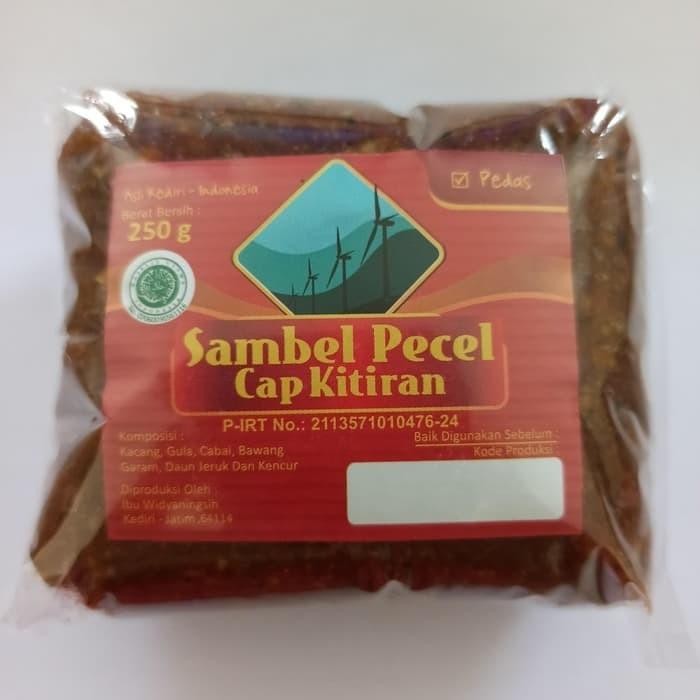 Asli Kediri - Indonesia
Berat Bersih :
250 g
Pedas
Sambel Pecel
Cap Kitiran
P-IRT No.: 2113571010476-24
Komposisi :
Kacang, Gula, Cabai, Bawang
Garam, Daun Jeruk Dan Kencur
Diproduksi Oleh :
Ibu Widyaningsih
Kediri - Jatim ,64114
Baik Digunakan Sebelum :
Kode Produksi :